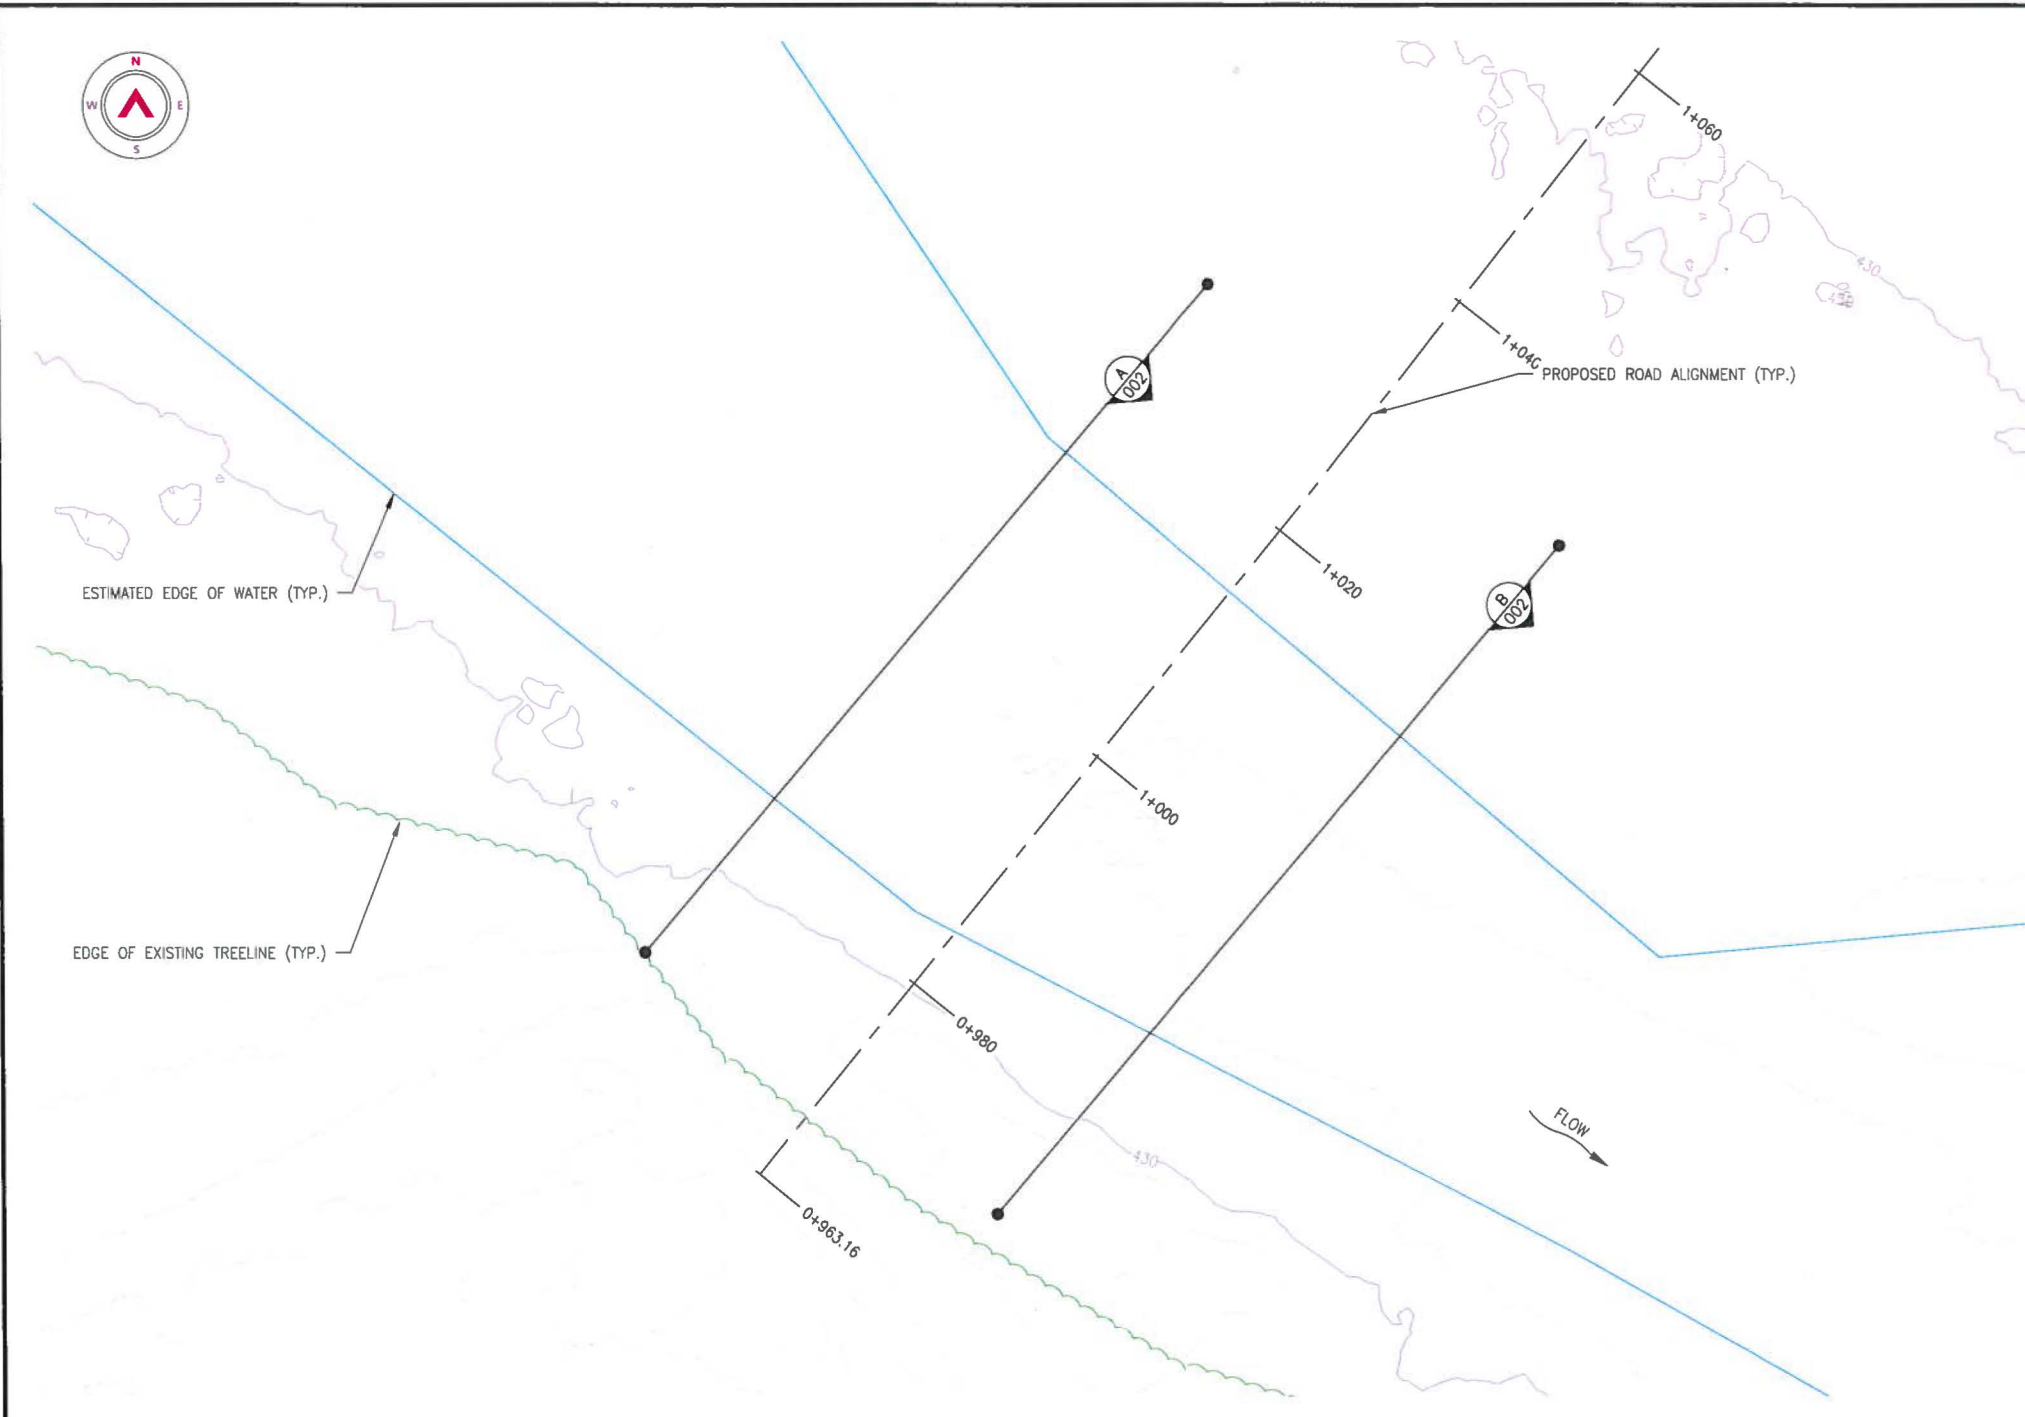 N
W E
S
1+060
430
1+040
PROPOSED ROAD ALIGNMENT (TYP.)
A
002
1+020
ESTIMATED EDGE OF WATER (TYP.)
B
002
1+000
EDGE OF EXISTING TREELINE (TYP.)
0+980
FLOW
430
0+963.16